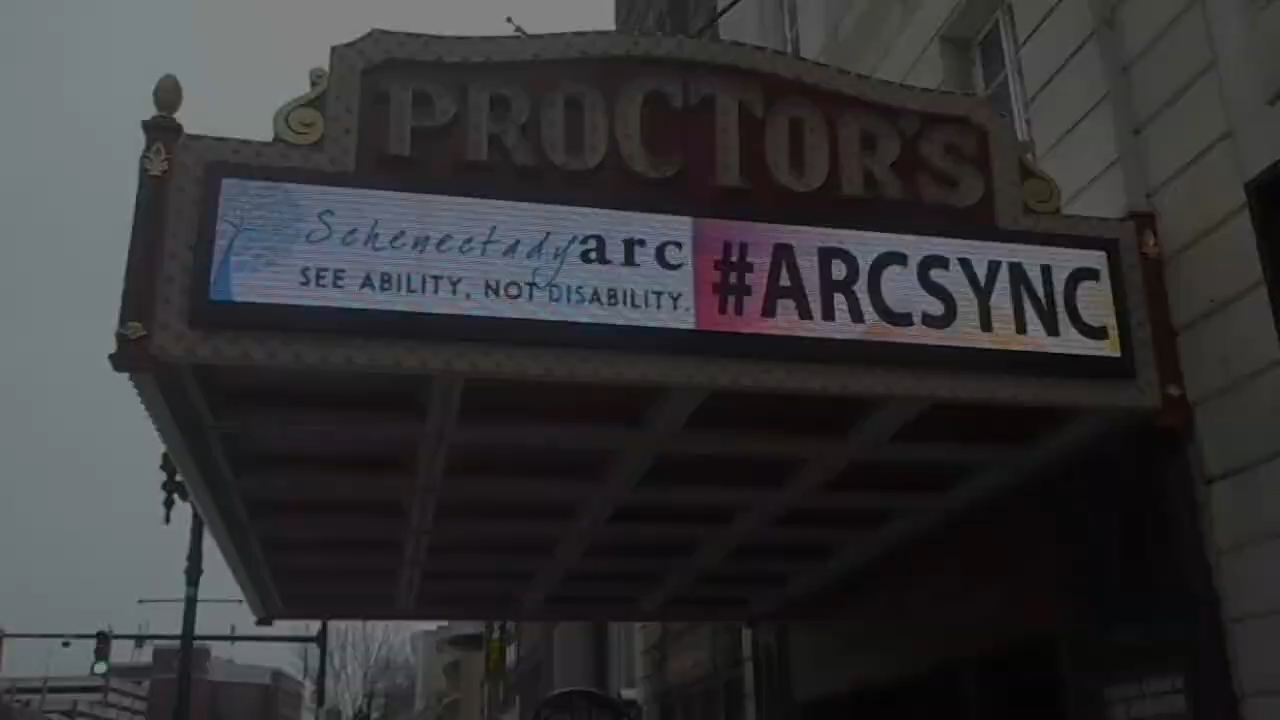 PROCTOR'S
Schenectady arc
SEE ABILITY, NOT DISABILITY.
#ARCSYNC